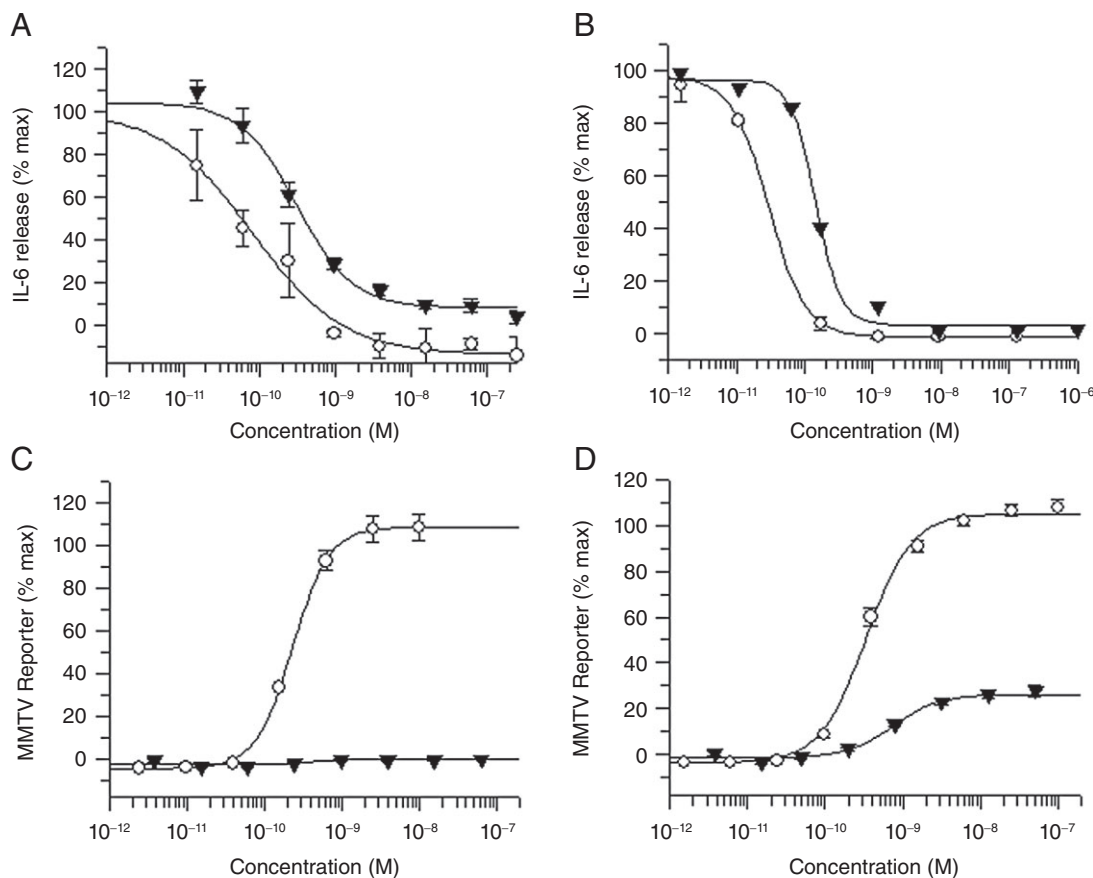 A
IL-6 release (% max)
120
100
80
60
40
20
0
10⁻¹² 10⁻¹¹ 10⁻¹⁰ 10⁻⁹ 10⁻⁸ 10⁻⁷
Concentration (M)
B
IL-6 release (% max)
100
80
60
40
20
0
10⁻¹² 10⁻¹¹ 10⁻¹⁰ 10⁻⁹ 10⁻⁸ 10⁻⁷ 10⁻⁶
Concentration (M)
C
MMTV Reporter (% max)
120
100
80
60
40
20
0
10⁻¹² 10⁻¹¹ 10⁻¹⁰ 10⁻⁹ 10⁻⁸ 10⁻⁷
Concentration (M)
D
MMTV Reporter (% max)
120
100
80
60
40
20
0
10⁻¹² 10⁻¹¹ 10⁻¹⁰ 10⁻⁹ 10⁻⁸ 10⁻⁷
Concentration (M)